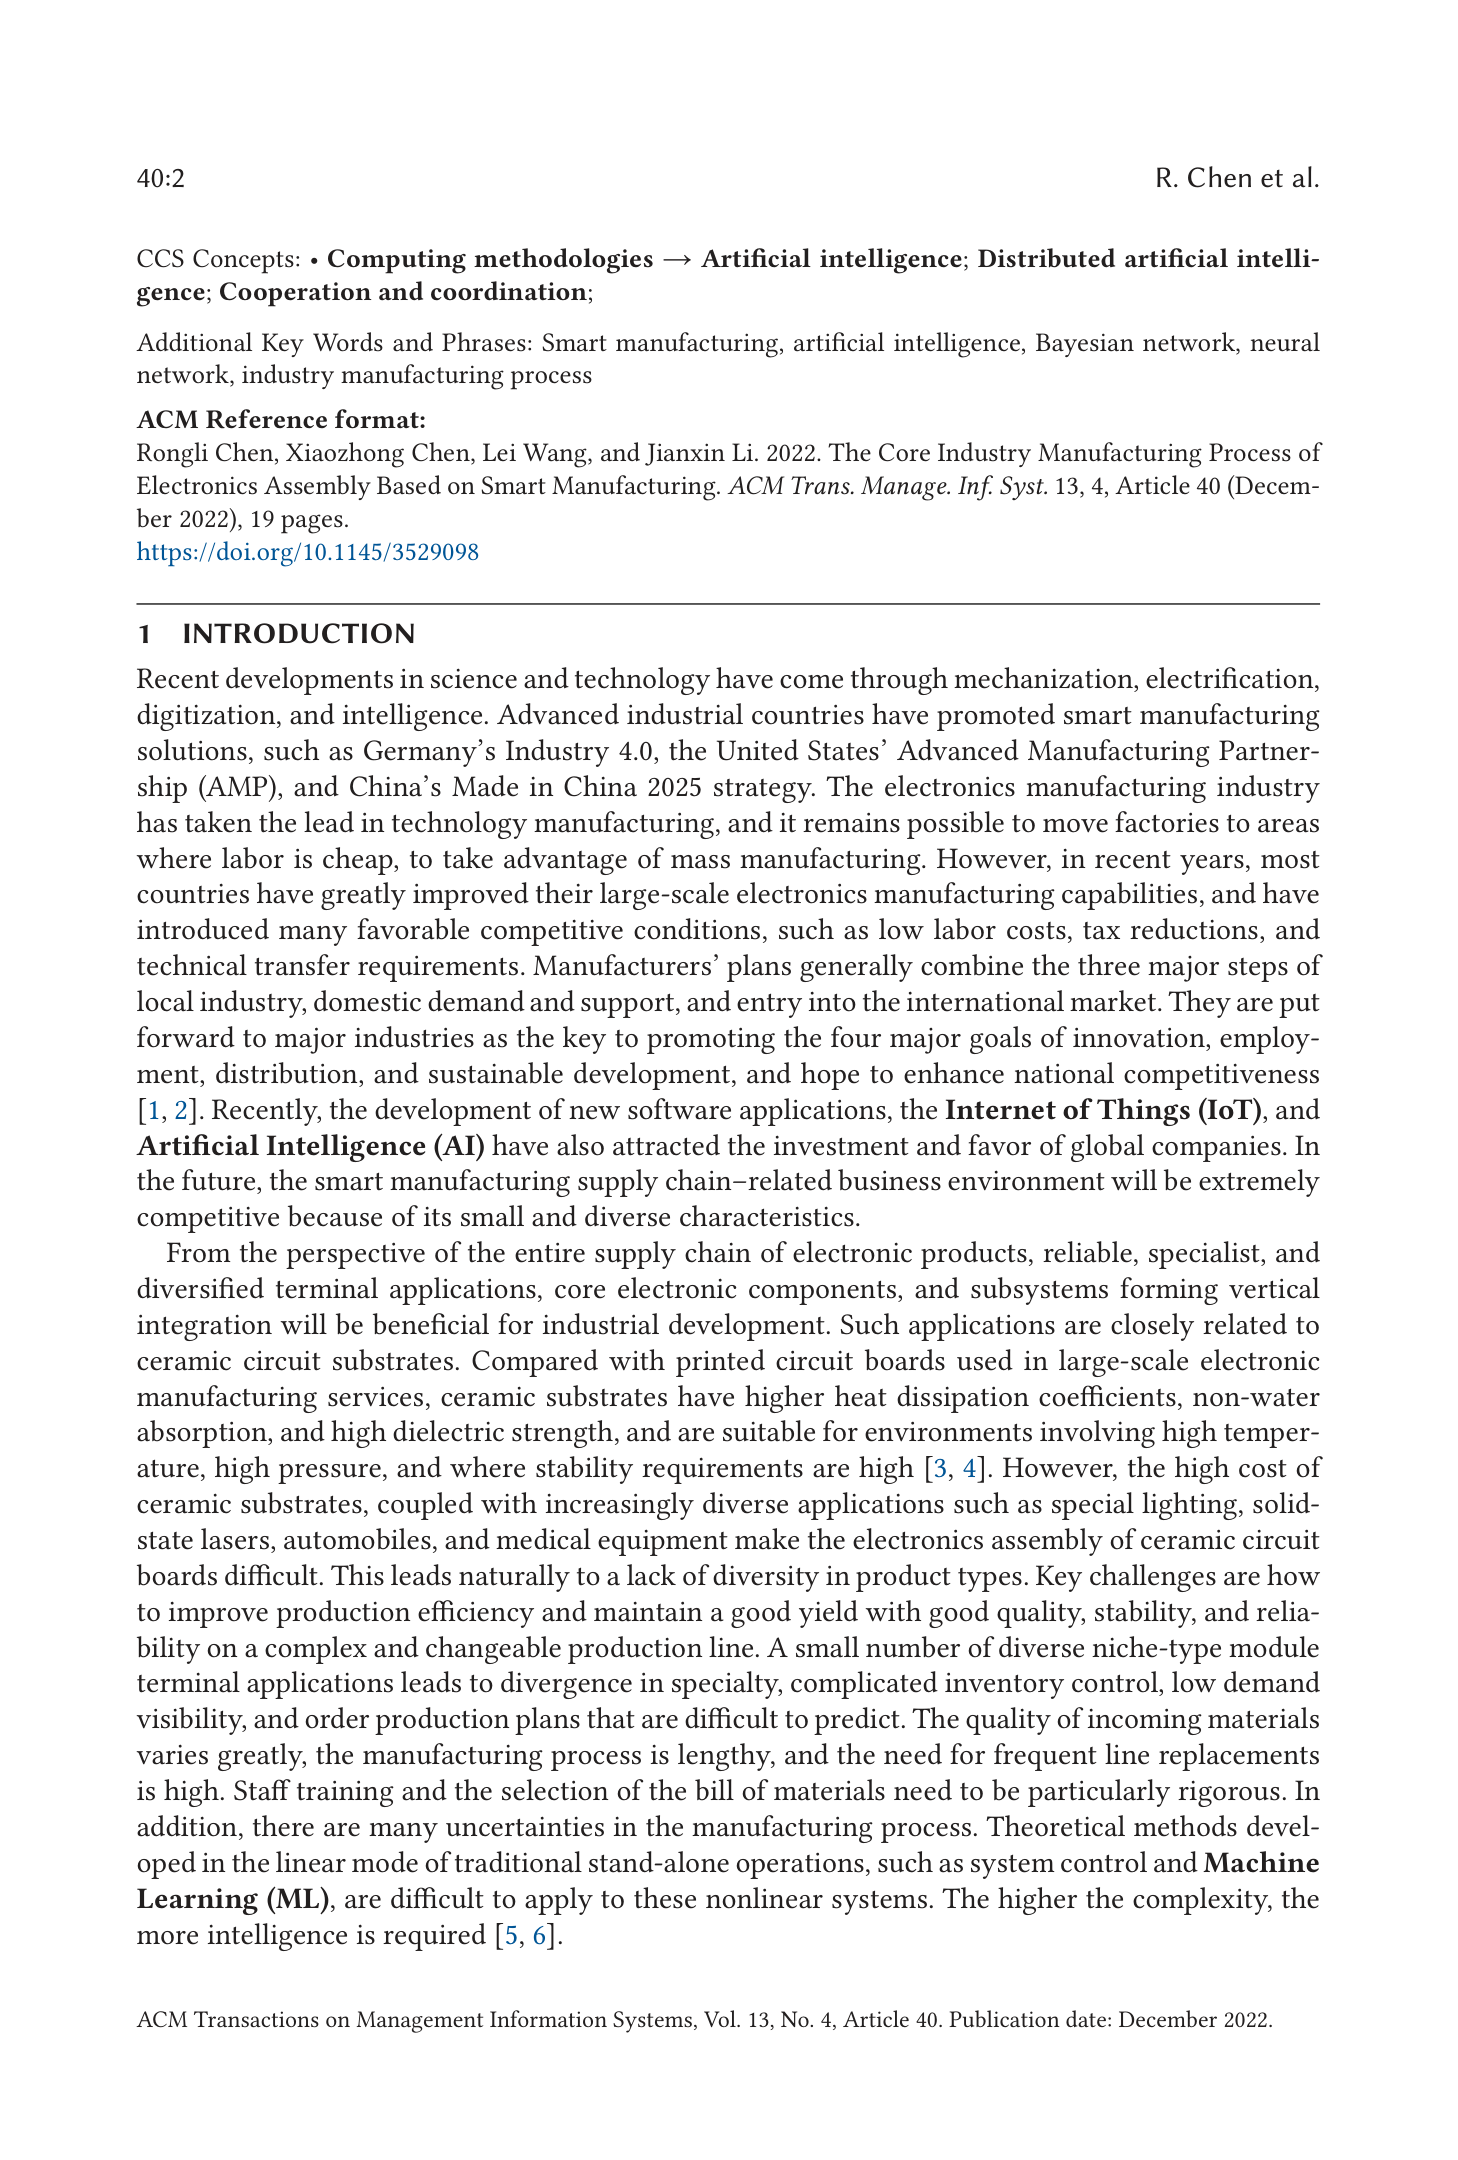 40:2 R. Chen et al.
CCS Concepts: • Computing methodologies → Artificial intelligence; Distributed artificial intelli-
gence; Cooperation and coordination;
Additional Key Words and Phrases: Smart manufacturing, artificial intelligence, Bayesian network, neural
network, industry manufacturing process
ACM Reference format:
Rongli Chen, Xiaozhong Chen, Lei Wang, and Jianxin Li. 2022. The Core Industry Manufacturing Process of
Electronics Assembly Based on Smart Manufacturing. ACM Trans. Manage. Inf. Syst. 13, 4, Article 40 (Decem-
ber 2022), 19 pages.
https://doi.org/10.1145/3529098
1 INTRODUCTION
Recent developments in science and technology have come through mechanization, electrification,
digitization, and intelligence. Advanced industrial countries have promoted smart manufacturing
solutions, such as Germany’s Industry 4.0, the United States’ Advanced Manufacturing Partner-
ship (AMP), and China’s Made in China 2025 strategy. The electronics manufacturing industry
has taken the lead in technology manufacturing, and it remains possible to move factories to areas
where labor is cheap, to take advantage of mass manufacturing. However, in recent years, most
countries have greatly improved their large-scale electronics manufacturing capabilities, and have
introduced many favorable competitive conditions, such as low labor costs, tax reductions, and
technical transfer requirements. Manufacturers’ plans generally combine the three major steps of
local industry, domestic demand and support, and entry into the international market. They are put
forward to major industries as the key to promoting the four major goals of innovation, employ-
ment, distribution, and sustainable development, and hope to enhance national competitiveness
[1, 2]. Recently, the development of new software applications, the Internet of Things (IoT), and
Artificial Intelligence (AI) have also attracted the investment and favor of global companies. In
the future, the smart manufacturing supply chain–related business environment will be extremely
competitive because of its small and diverse characteristics.
From the perspective of the entire supply chain of electronic products, reliable, specialist, and
diversified terminal applications, core electronic components, and subsystems forming vertical
integration will be beneficial for industrial development. Such applications are closely related to
ceramic circuit substrates. Compared with printed circuit boards used in large-scale electronic
manufacturing services, ceramic substrates have higher heat dissipation coefficients, non-water
absorption, and high dielectric strength, and are suitable for environments involving high temper-
ature, high pressure, and where stability requirements are high [3, 4]. However, the high cost of
ceramic substrates, coupled with increasingly diverse applications such as special lighting, solid-
state lasers, automobiles, and medical equipment make the electronics assembly of ceramic circuit
boards difficult. This leads naturally to a lack of diversity in product types. Key challenges are how
to improve production efficiency and maintain a good yield with good quality, stability, and relia-
bility on a complex and changeable production line. A small number of diverse niche-type module
terminal applications leads to divergence in specialty, complicated inventory control, low demand
visibility, and order production plans that are difficult to predict. The quality of incoming materials
varies greatly, the manufacturing process is lengthy, and the need for frequent line replacements
is high. Staff training and the selection of the bill of materials need to be particularly rigorous. In
addition, there are many uncertainties in the manufacturing process. Theoretical methods devel-
oped in the linear mode of traditional stand-alone operations, such as system control and Machine
Learning (ML), are difficult to apply to these nonlinear systems. The higher the complexity, the
more intelligence is required [5, 6].
ACM Transactions on Management Information Systems, Vol. 13, No. 4, Article 40. Publication date: December 2022.